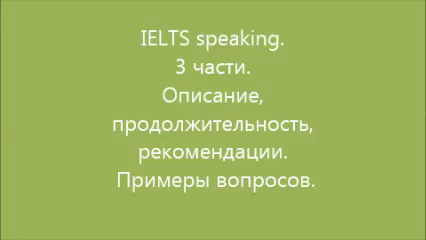 IELTS speaking.
3 части.
Описание,
продолжительность,
рекомендации.
Примеры вопросов.